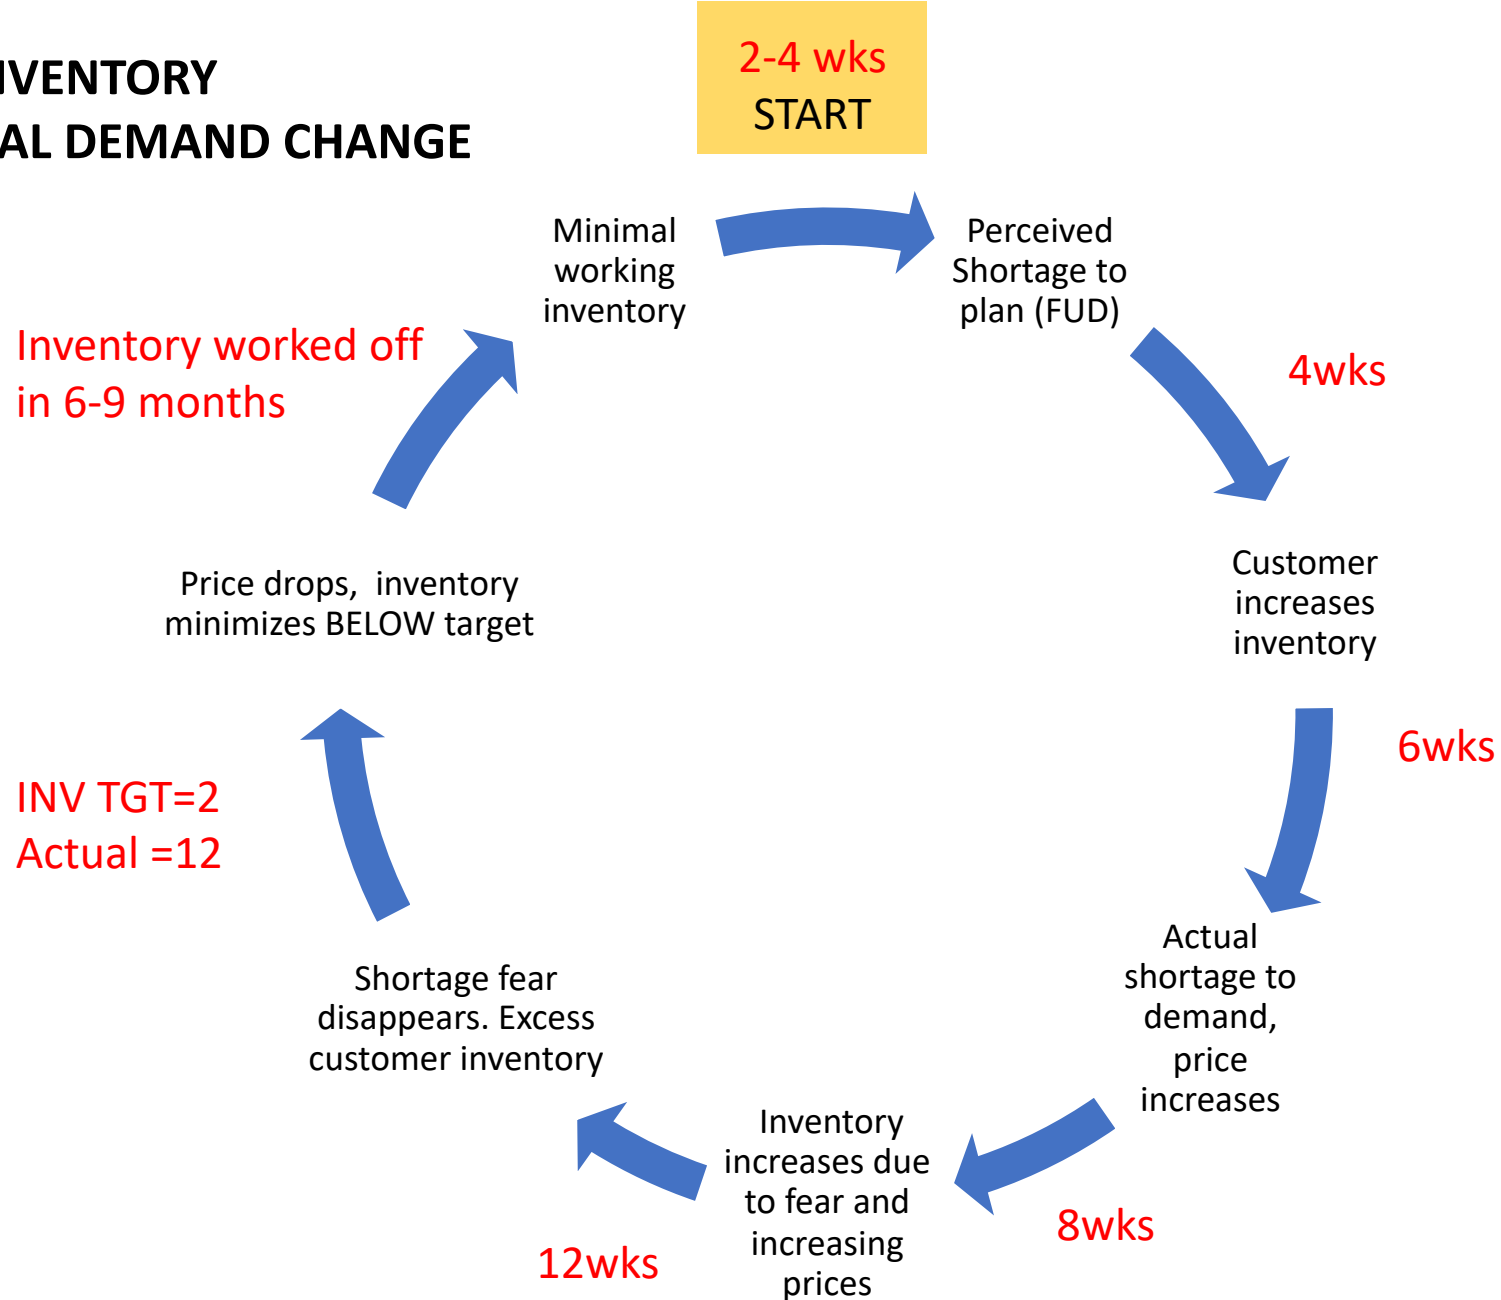 NVENTORY
AL DEMAND CHANGE
2-4 wks
START
Minimal
working
inventory
Perceived
Shortage to
plan (FUD)
4wks
Customer
increases
inventory
6wks
Actual
shortage to
demand,
price
increases
8wks
Inventory
increases due
to fear and
increasing
prices
12wks
Shortage fear
disappears. Excess
customer inventory
INV TGT=2
Actual =12
Price drops,  inventory
minimizes BELOW target
Inventory worked off
in 6-9 months